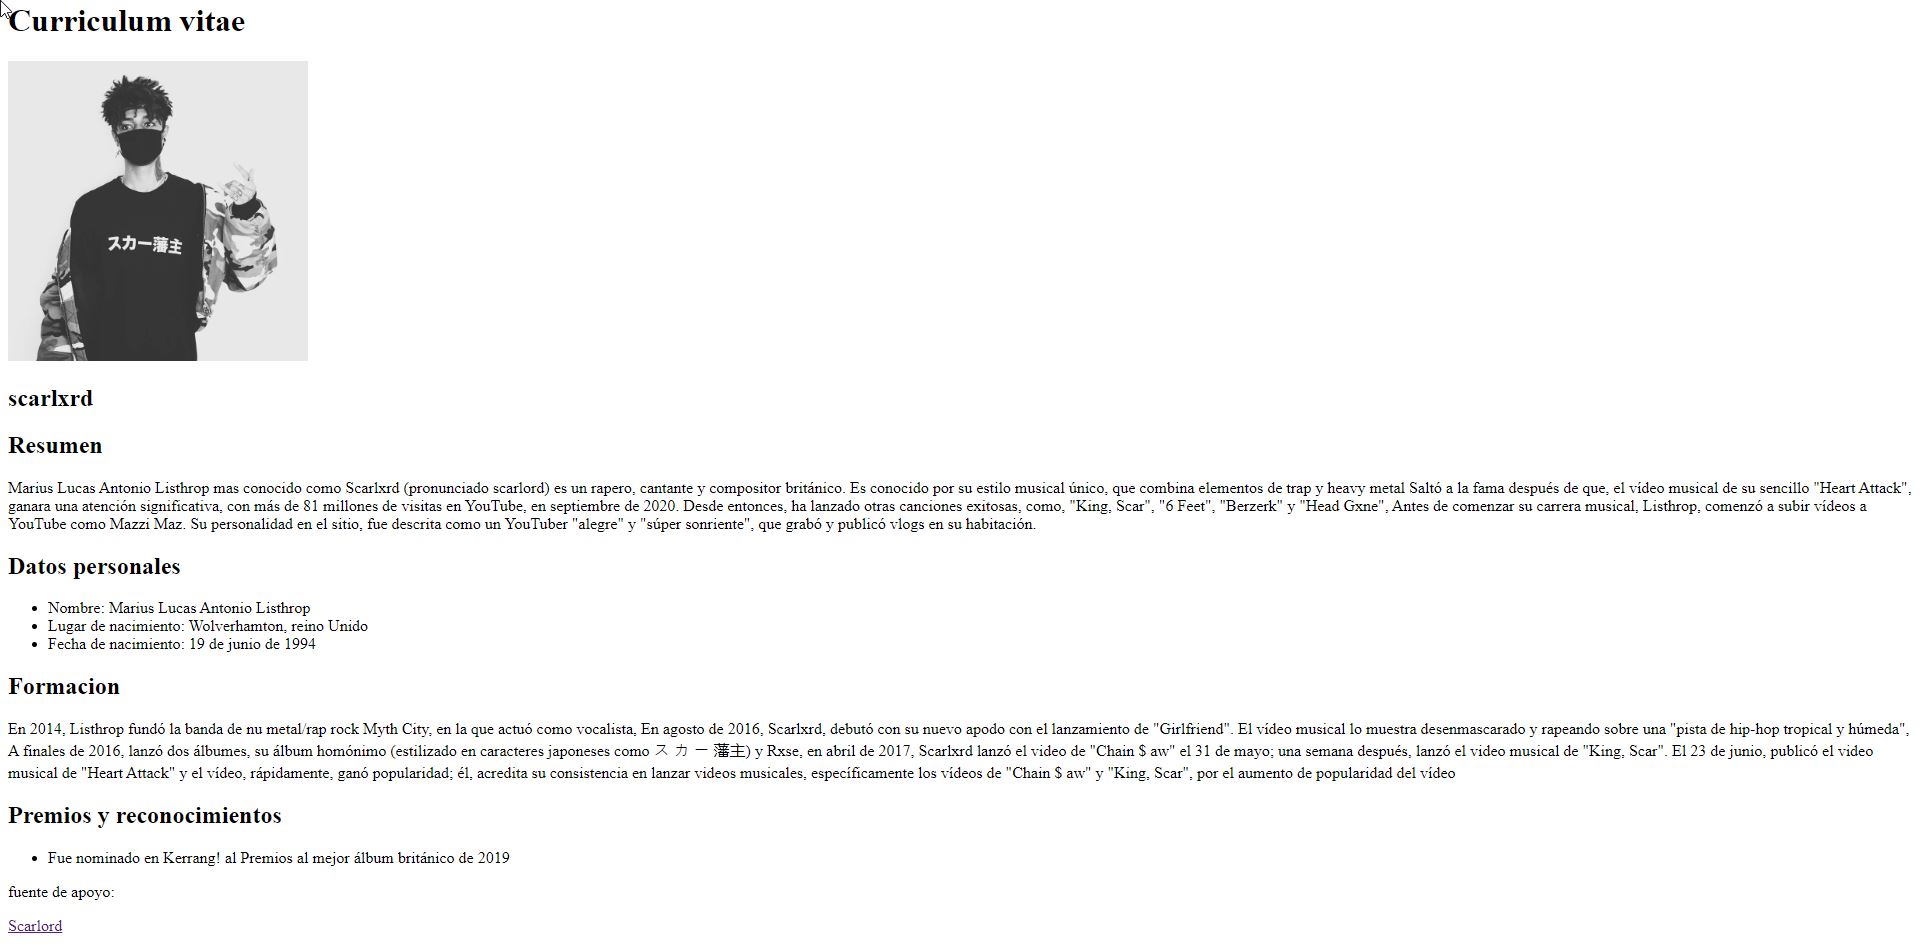 Curriculum vitae
スカー藩主
scarlxrd
Resumen
Marius Lucas Antonio Listhrop mas conocido como Scarlxrd (pronunciado scarlord) es un rapero, cantante y compositor británico. Es conocido por su estilo musical único, que combina elementos de trap y heavy metal Saltó a la fama después de que, el vídeo musical de su sencillo "Heart Attack",
ganara una atención significativa, con más de 81 millones de visitas en YouTube, en septiembre de 2020. Desde entonces, ha lanzado otras canciones exitosas, como, "King, Scar", "6 Feet", "Berzerk" y "Head Gxne", Antes de comenzar su carrera musical, Listhrop, comenzó a subir vídeos a
YouTube como Mazzi Maz. Su personalidad en el sitio, fue descrita como un YouTuber "alegre" y "súper sonriente", que grabó y publicó vlogs en su habitación.
Datos personales
• Nombre: Marius Lucas Antonio Listhrop
• Lugar de nacimiento: Wolverhamton, reino Unido
• Fecha de nacimiento: 19 de junio de 1994
Formacion
En 2014, Listhrop fundó la banda de nu metal/rap rock Myth City, en la que actuó como vocalista, En agosto de 2016, Scarlxrd, debutó con su nuevo apodo con el lanzamiento de "Girlfriend". El vídeo musical lo muestra desenmascarado y rapeando sobre una "pista de hip-hop tropical y húmeda",
A finales de 2016, lanzó dos álbumes, su álbum homónimo (estilizado en caracteres japoneses como ス カ ー 藩主) y Rxse, en abril de 2017, Scarlxrd lanzó el video de "Chain $ aw" el 31 de mayo; una semana después, lanzó el video musical de "King, Scar". El 23 de junio, publicó el video
musical de "Heart Attack" y el vídeo, rápidamente, ganó popularidad; él, acredita su consistencia en lanzar videos musicales, específicamente los vídeos de "Chain $ aw" y "King, Scar", por el aumento de popularidad del vídeo
Premios y reconocimientos
• Fue nominado en Kerrang! al Premios al mejor álbum británico de 2019
fuente de apoyo:
Scarlord